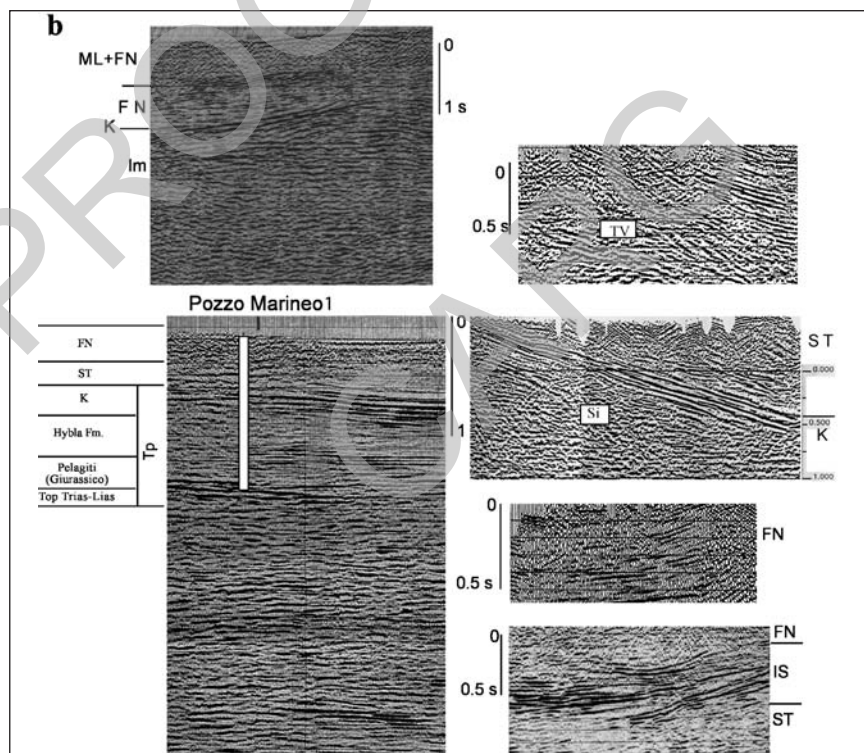 b
0
ML+FN
F N
1 s
K
Im
0
0.5 s
TV
Pozzo Marineo1
FN
ST
K
Hybla Fm.
Pelagiti
(Giurassico)
Top Trias-Lias
Tp
0
1
S T
0.000
Si
0.500
K
1.000
0
FN
0.5 s
0
FN
IS
0.5 s
ST
PROO
CARG